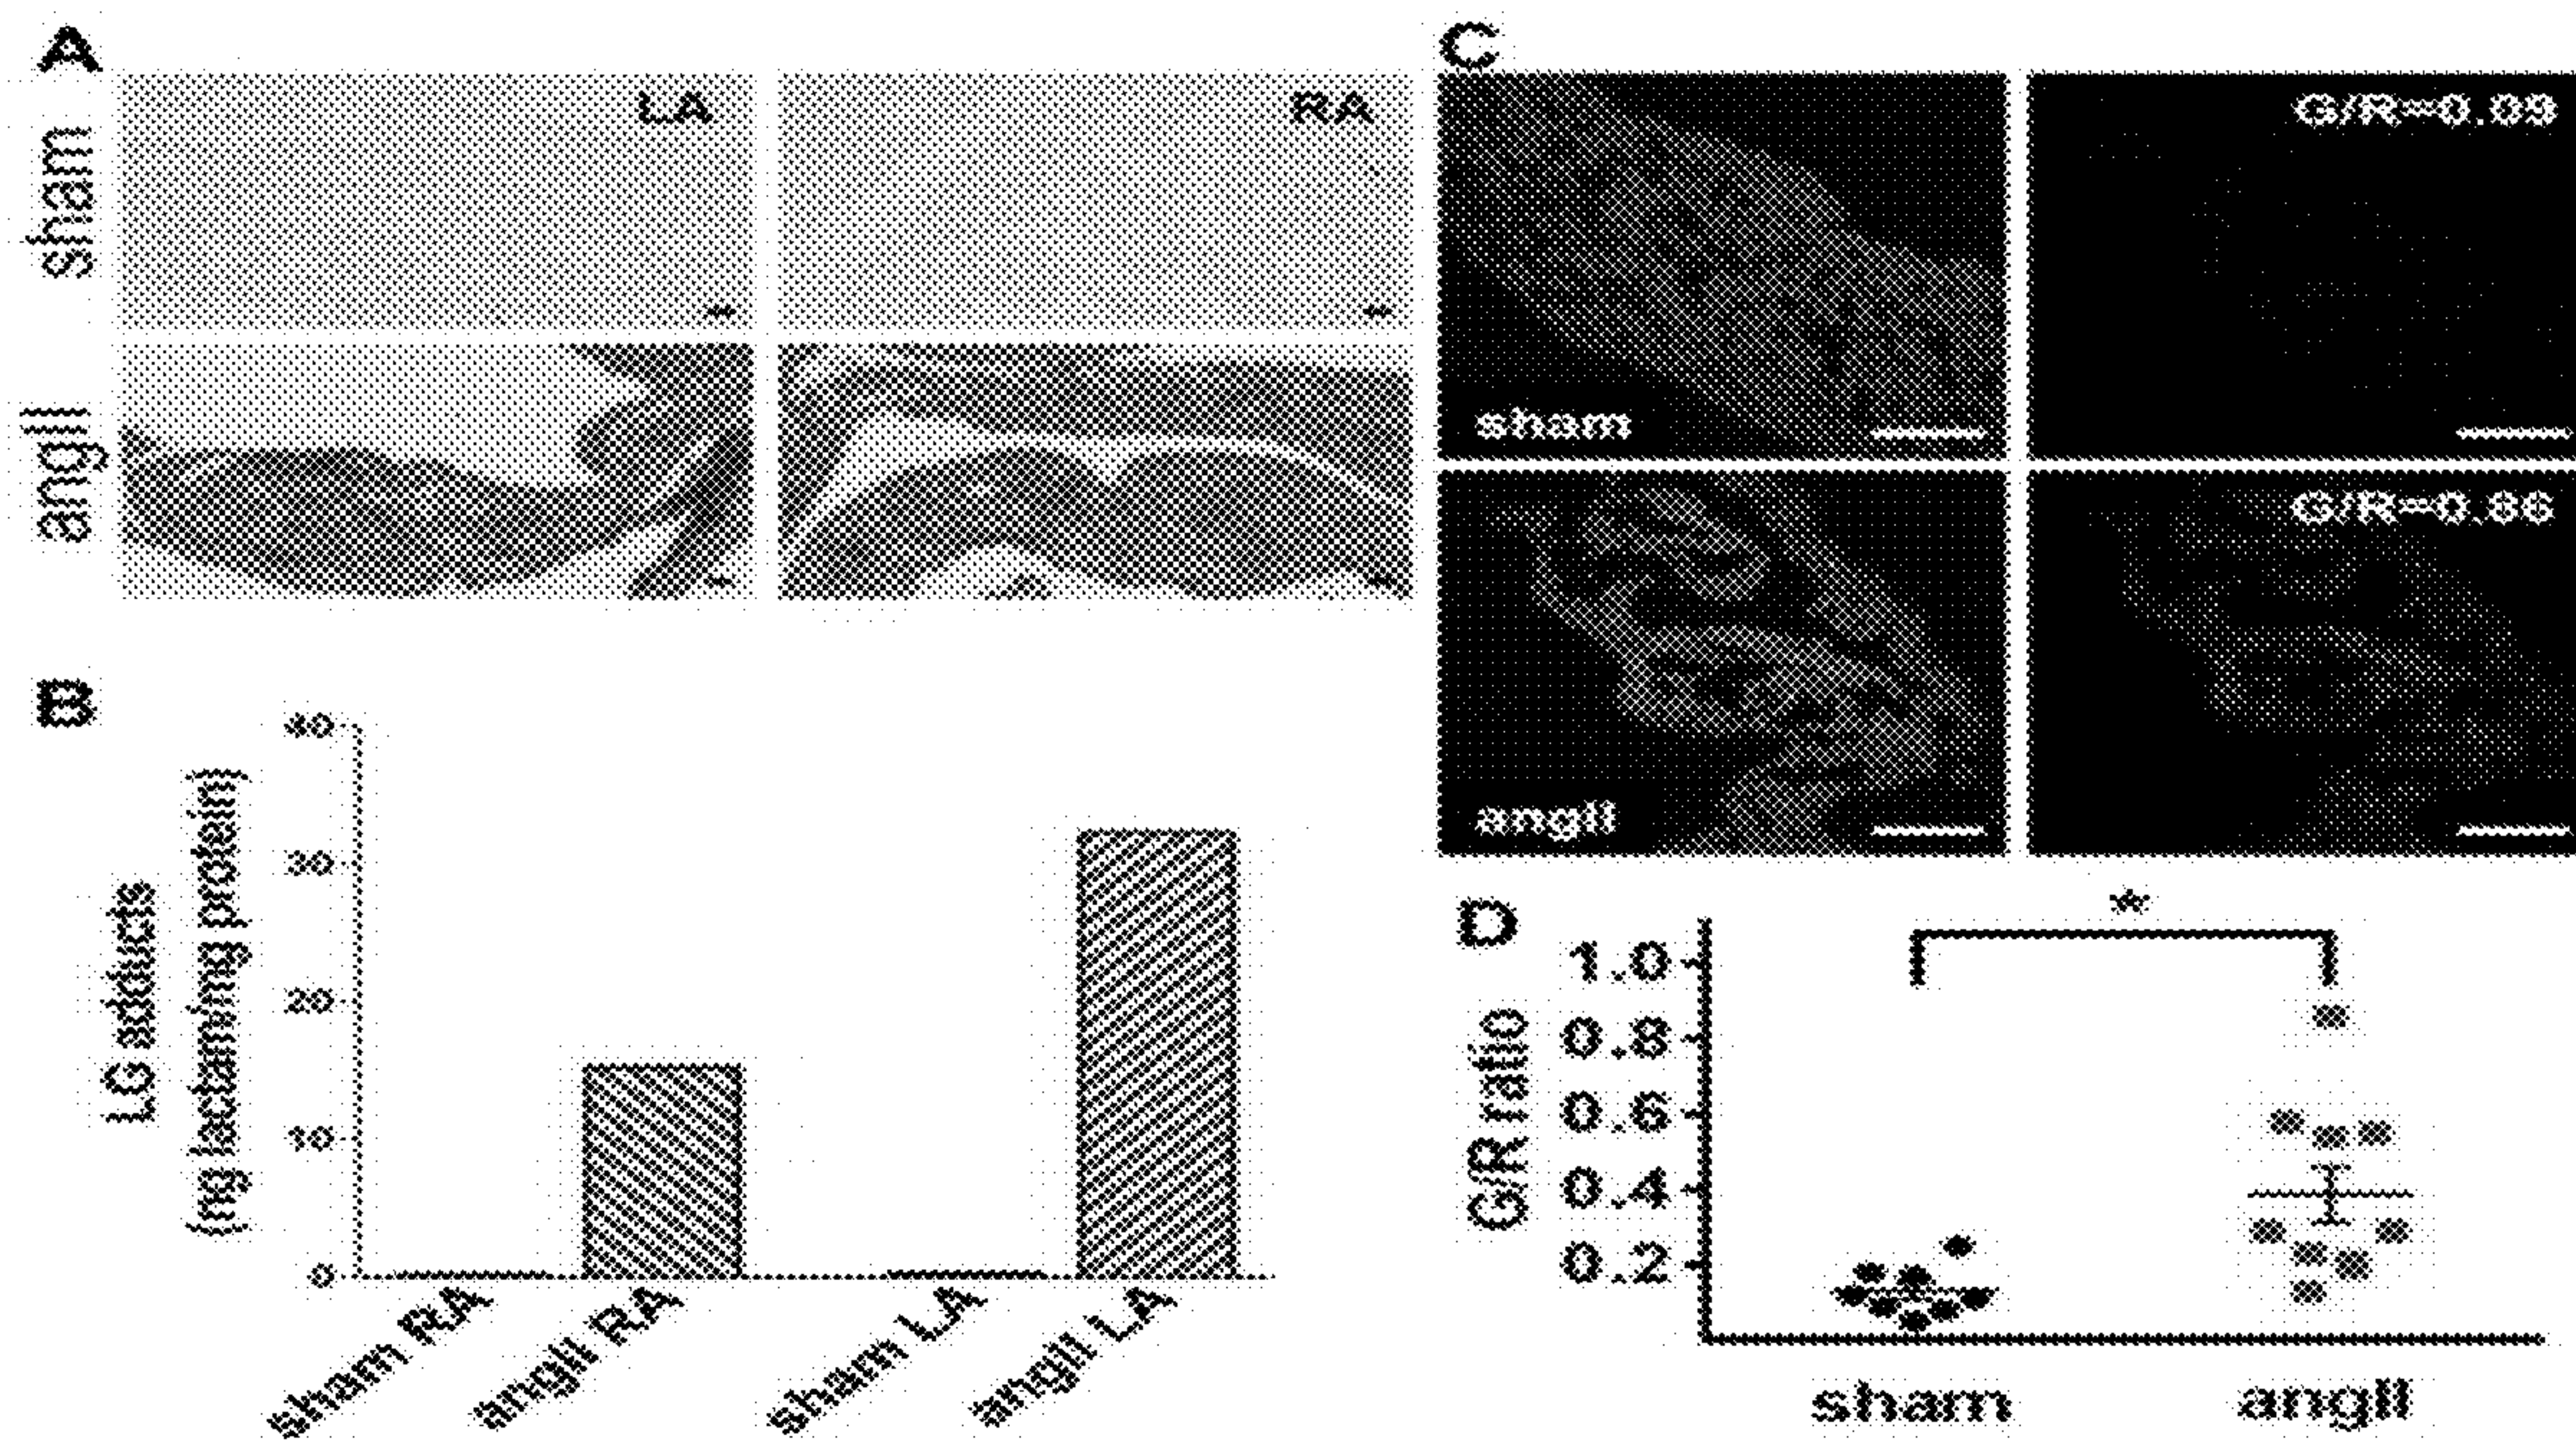 A
sham
LA
RA
angII
B
LG adducts
(ng lactam/mg protein)
40
30
20
10
0
sham RA
angII RA
sham LA
angII LA
C
G/R=0.09
sham
G/R=0.86
angII
D
*
G/R ratio
1.0
0.8
0.6
0.4
0.2
sham
angII